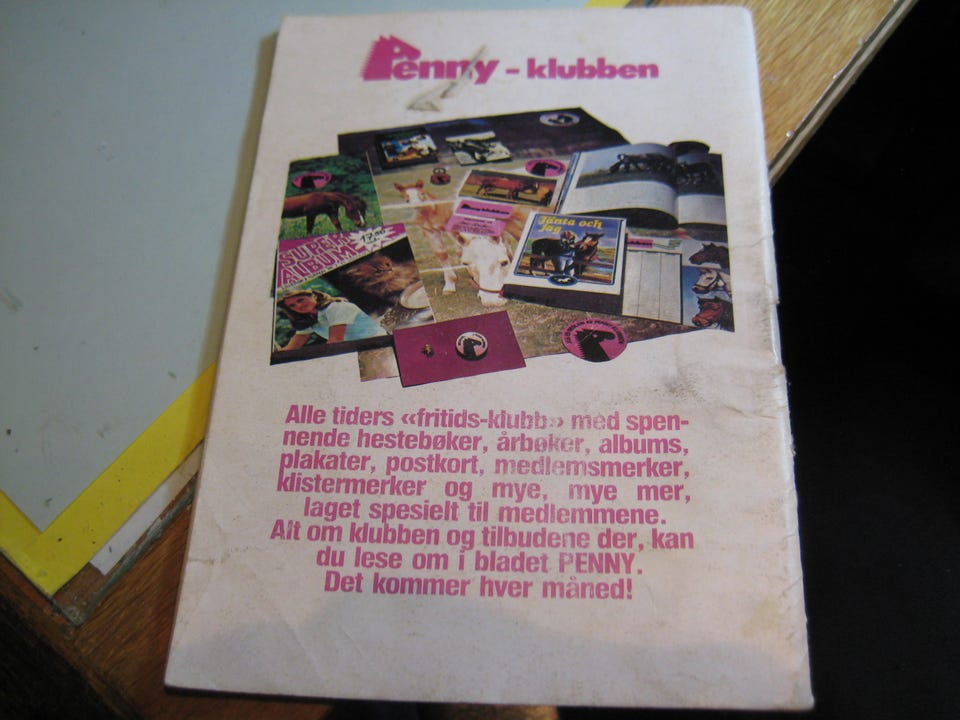 Penny - klubben
SUPER
ALBUM
Janta och
Jag
Alle tiders «fritids-klubb» med spen-
nende hestebøker, årbøker, albums,
plakater, postkort, medlemsmerker,
klistermerker og mye, mye mer,
laget spesielt til medlemmene.
Alt om klubben og tilbudene der, kan
du lese om i bladet PENNY.
Det kommer hver måned!